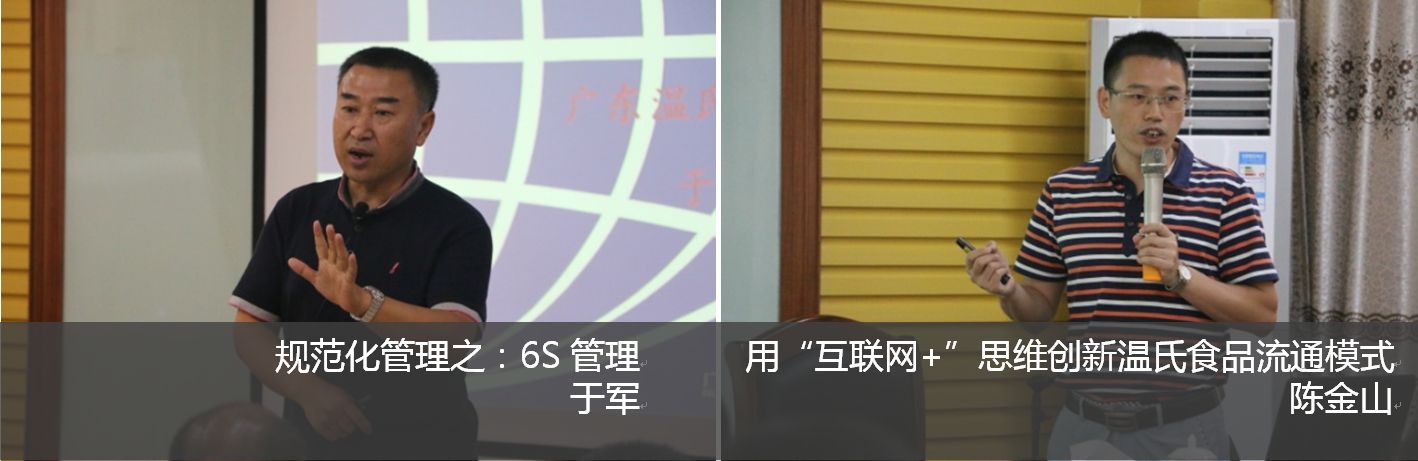 广东温氏
于
规范化管理之：6S 管理
于军
用“互联网+”思维创新温氏食品流通模式
陈金山